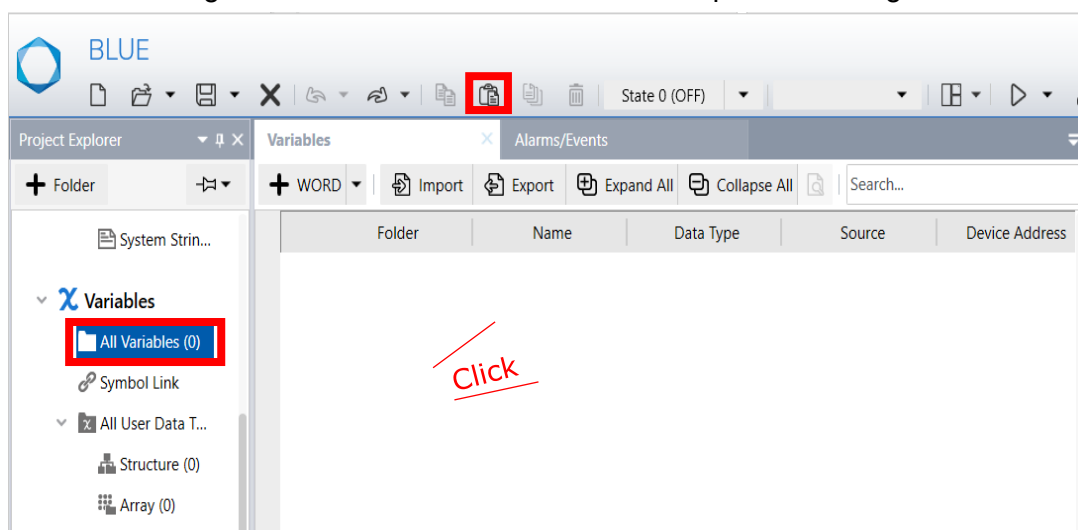 BLUE
State 0 (OFF)
Project Explorer
Variables
Alarms/Events
Folder
WORD
Import
Export
Expand All
Collapse All
Search...
Folder
Name
Data Type
Source
Device Address
System Strin...
Variables
All Variables (0)
Symbol Link
All User Data T...
Structure (0)
Array (0)
Click